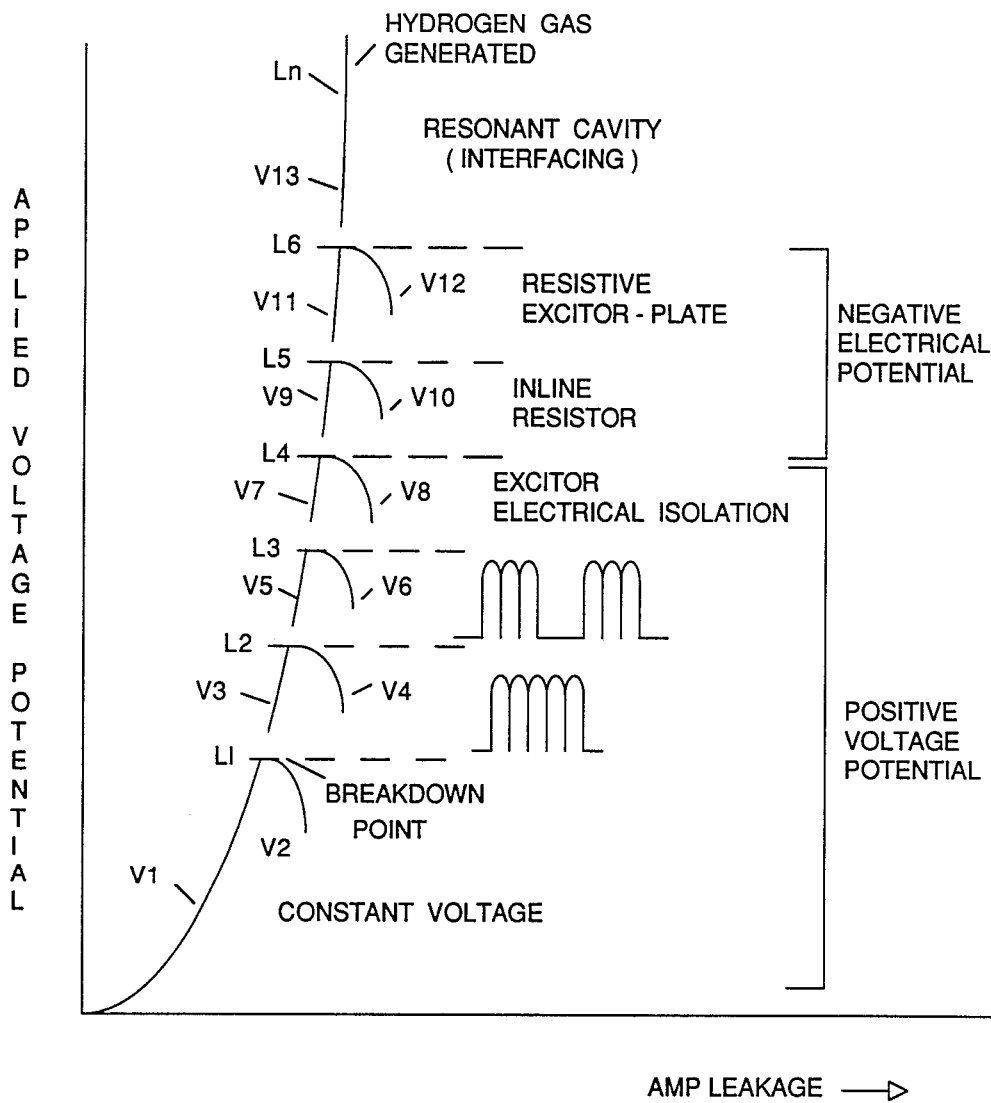 HYDROGEN GAS
GENERATED
Ln
RESONANT CAVITY
( INTERFACING )
V13
L6
V12
RESISTIVE
EXCITOR - PLATE
V11
NEGATIVE
ELECTRICAL
POTENTIAL
L5
V9
V10
INLINE
RESISTOR
L4
V7
V8
EXCITOR
ELECTRICAL ISOLATION
L3
V5
V6
L2
V3
V4
POSITIVE
VOLTAGE
POTENTIAL
LI
BREAKDOWN
POINT
V2
V1
CONSTANT VOLTAGE
APPLIED VOLTAGE POTENTIAL
AMP LEAKAGE